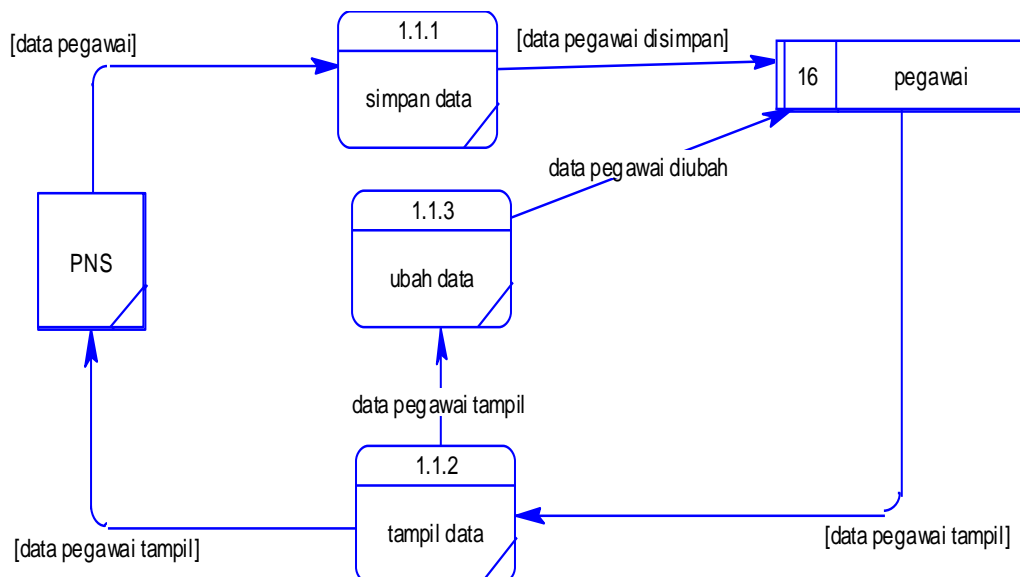 [data pegawai]
1.1.1
simpan data
[data pegawai disimpan]
16
pegawai
data pegawai diubah
1.1.3
ubah data
PNS
data pegawai tampil
1.1.2
tampil data
[data pegawai tampil]
[data pegawai tampil]